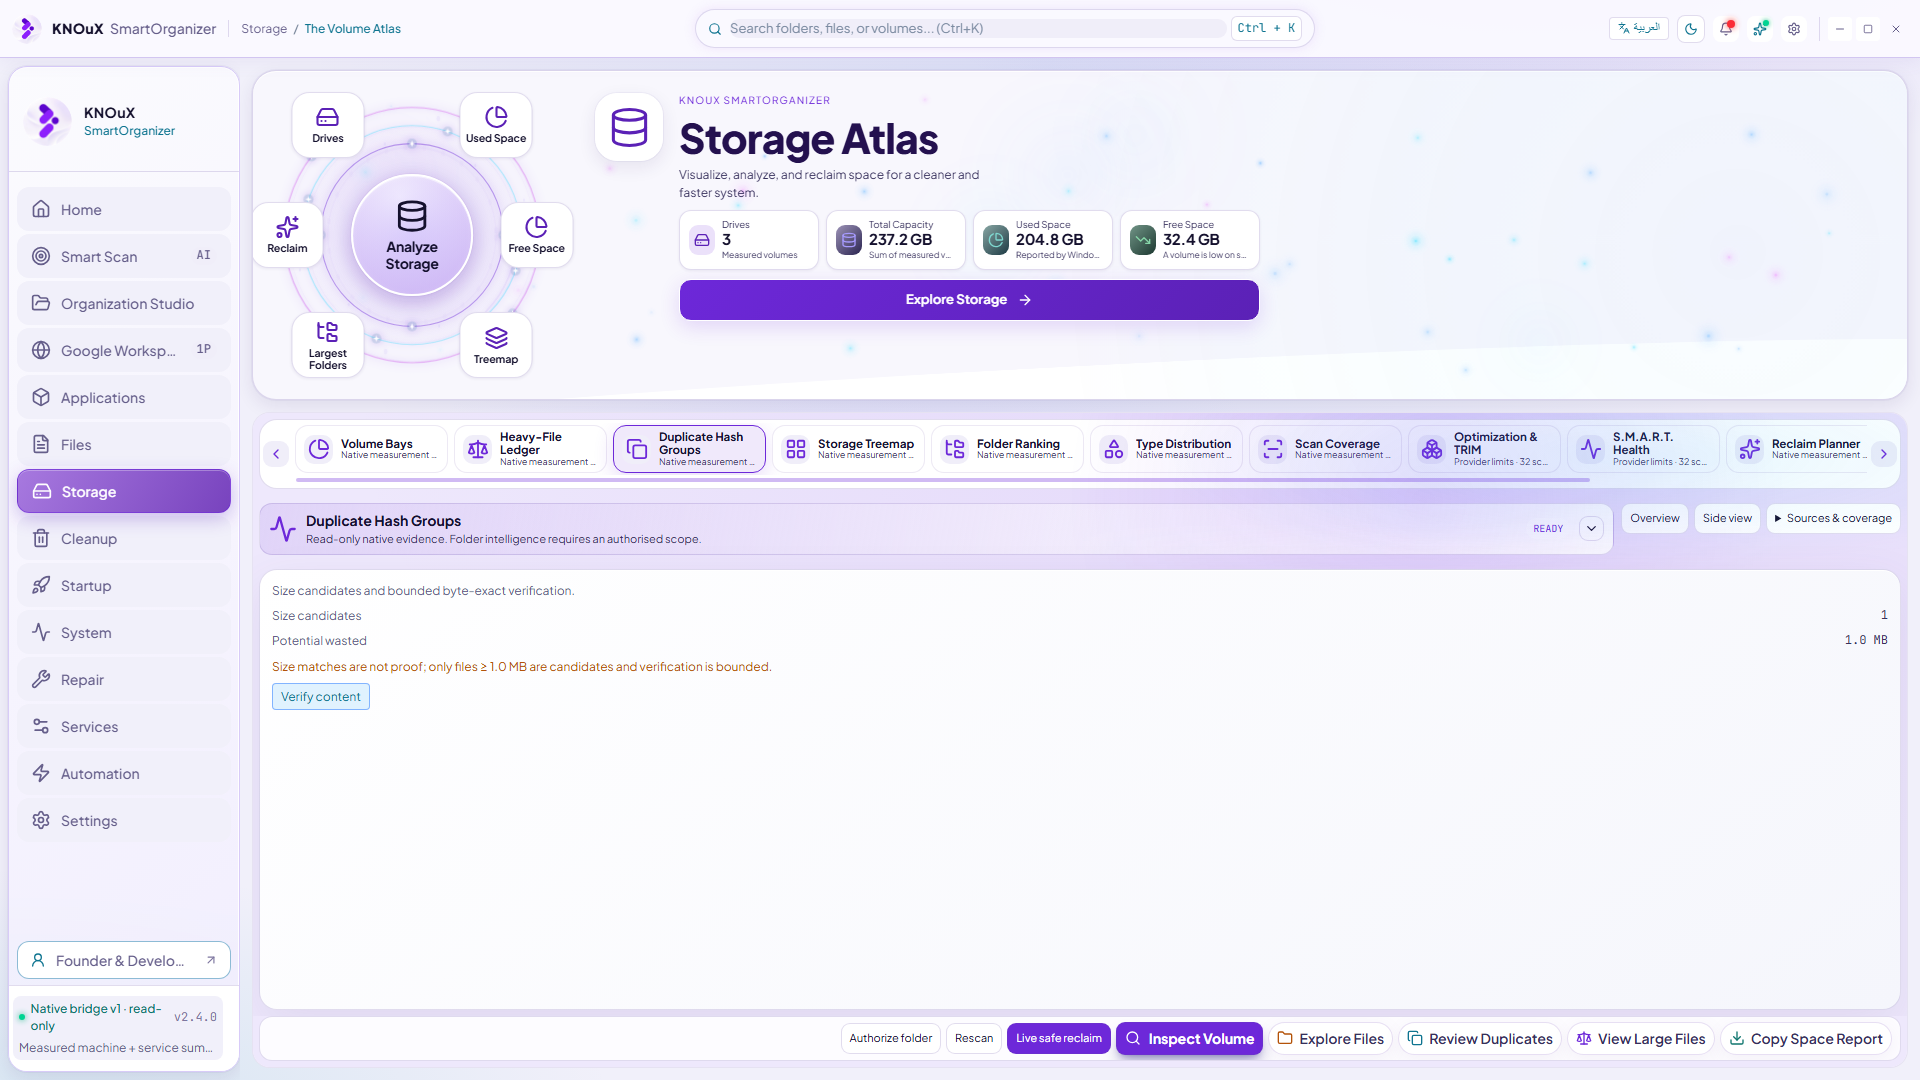 KNOuX SmartOrganizer
Storage / The Volume Atlas
Search folders, files, or volumes... (Ctrl+K)
Ctrl + K
العربية
KNOuX
SmartOrganizer
Home
Smart Scan AI
Organization Studio
Google Worksp... 1P
Applications
Files
Storage
Cleanup
Startup
System
Repair
Services
Automation
Settings
Founder & Develo...
Native bridge v1 · read-only
v2.4.0
Measured machine + service sum...
Drives
Used Space
Reclaim
Analyze Storage
Free Space
Largest Folders
Treemap
KNOUX SMARTORGANIZER
Storage Atlas
Visualize, analyze, and reclaim space for a cleaner and
faster system.
Drives
3
Measured volumes
Total Capacity
237.2 GB
Sum of measured v...
Used Space
204.8 GB
Reported by Windo...
Free Space
32.4 GB
A volume is low on s...
Explore Storage →
Volume Bays
Native measurement ...
Heavy-File Ledger
Native measurement ...
Duplicate Hash Groups
Native measurement ...
Storage Treemap
Native measurement ...
Folder Ranking
Native measurement ...
Type Distribution
Native measurement ...
Scan Coverage
Native measurement ...
Optimization & TRIM
Provider limits · 32 sc...
S.M.A.R.T. Health
Provider limits · 32 sc...
Reclaim Planner
Native measurement ...
Duplicate Hash Groups
Read-only native evidence. Folder intelligence requires an authorised scope.
READY
Overview
Side view
Sources & coverage
Size candidates and bounded byte-exact verification.
Size candidates 1
Potential wasted 1.0 MB
Size matches are not proof; only files ≥ 1.0 MB are candidates and verification is bounded.
Verify content
Authorize folder
Rescan
Live safe reclaim
Inspect Volume
Explore Files
Review Duplicates
View Large Files
Copy Space Report